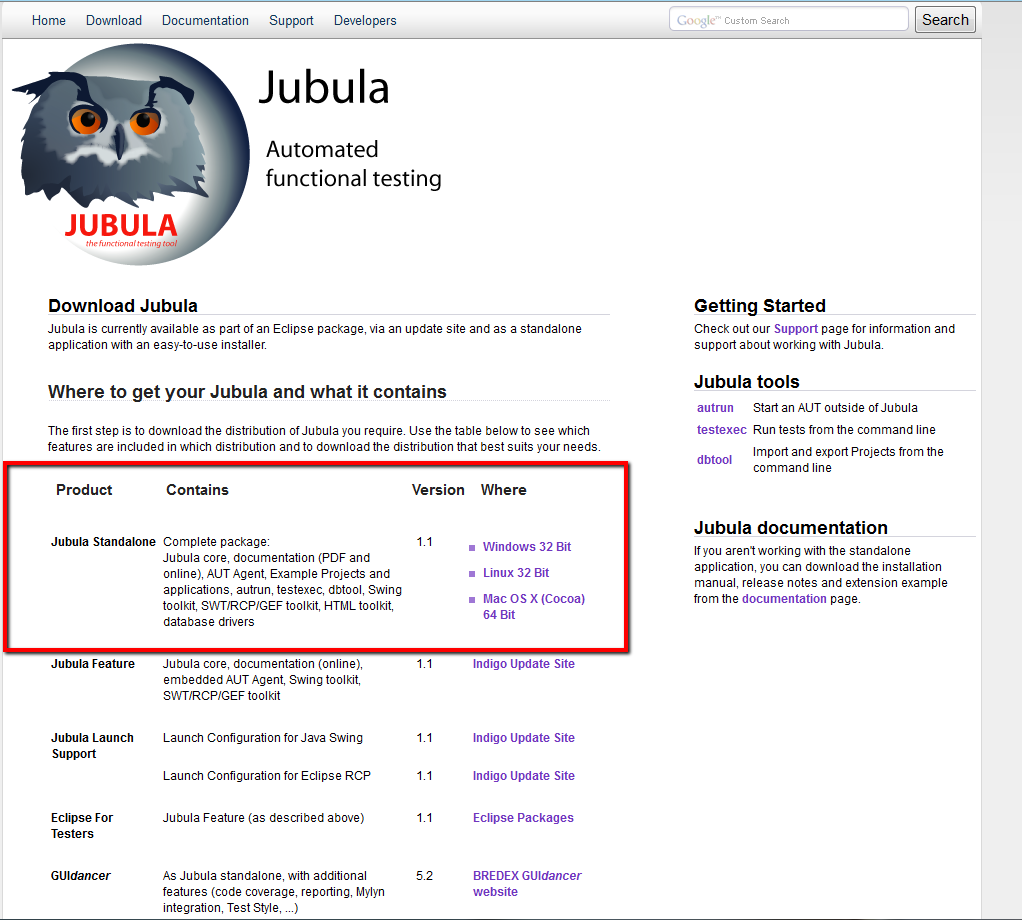 Home Download Documentation Support Developers
Google™ Custom Search
Search
Jubula
Automated
functional testing
JUBULA
the functional testing tool
Download Jubula
Jubula is currently available as part of an Eclipse package, via an update site and as a standalone
application with an easy-to-use installer.
Where to get your Jubula and what it contains
The first step is to download the distribution of Jubula you require. Use the table below to see which
features are included in which distribution and to download the distribution that best suits your needs.
Product Contains Version Where
Jubula Standalone Complete package: 1.1
Jubula core, documentation (PDF and
online), AUT Agent, Example Projects and
applications, autrun, testexec, dbtool, Swing
toolkit, SWT/RCP/GEF toolkit, HTML toolkit,
database drivers
Windows 32 Bit
Linux 32 Bit
Mac OS X (Cocoa)
64 Bit
Jubula Feature Jubula core, documentation (online), 1.1 Indigo Update Site
embedded AUT Agent, Swing toolkit,
SWT/RCP/GEF toolkit
Jubula Launch Launch Configuration for Java Swing 1.1 Indigo Update Site
Support
Launch Configuration for Eclipse RCP 1.1 Indigo Update Site
Eclipse For Jubula Feature (as described above) 1.1 Eclipse Packages
Testers
GUIdancer As Jubula standalone, with additional 5.2 BREDEX GUIdancer
features (code coverage, reporting, Mylyn website
integration, Test Style, ...)
Getting Started
Check out our Support page for information and
support about working with Jubula.
Jubula tools
autrun Start an AUT outside of Jubula
testexec Run tests from the command line
dbtool Import and export Projects from the
command line
Jubula documentation
If you aren't working with the standalone
application, you can download the installation
manual, release notes and extension example
from the documentation page.